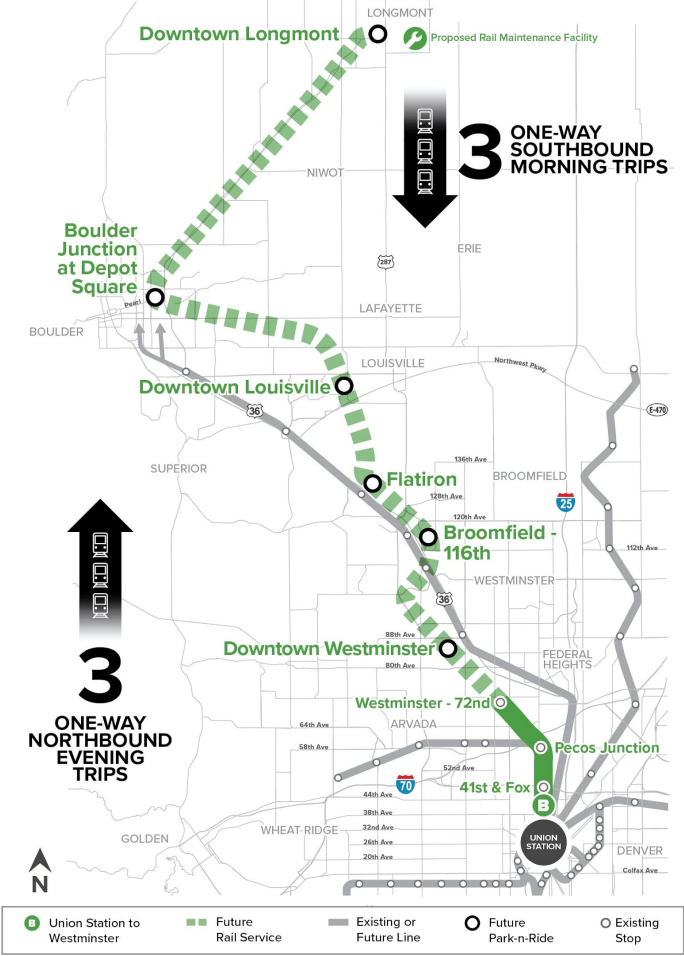 LONGMONT
Downtown Longmont
Proposed Rail Maintenance Facility
3
ONE-WAY
SOUTHBOUND
MORNING TRIPS
NIWOT
Boulder
Junction
at Depot
Square
ERIE
287
Pearl
LAFAYETTE
BOULDER
LOUISVILLE
Northwest Pkwy
Downtown Louisville
36
E-470
136th Ave
SUPERIOR
BROOMFIELD
Flatiron
128th Ave
25
120th Ave
Broomfield -
116th
112th Ave
WESTMINSTER
36
88th Ave
Downtown Westminster
FEDERAL
HEIGHTS
80th Ave
3
ONE-WAY
NORTHBOUND
EVENING
TRIPS
Westminster - 72nd
64th Ave
ARVADA
58th Ave
Pecos Junction
52nd Ave
70
41st & Fox
44th Ave
B
38th Ave
GOLDEN
WHEAT RIDGE
32nd Ave
UNION
STATION
26th Ave
DENVER
20th Ave
Colfax Ave
N
B
Union Station to
Westminster
Future
Rail Service
Existing or
Future Line
Future
Park-n-Ride
Existing
Stop